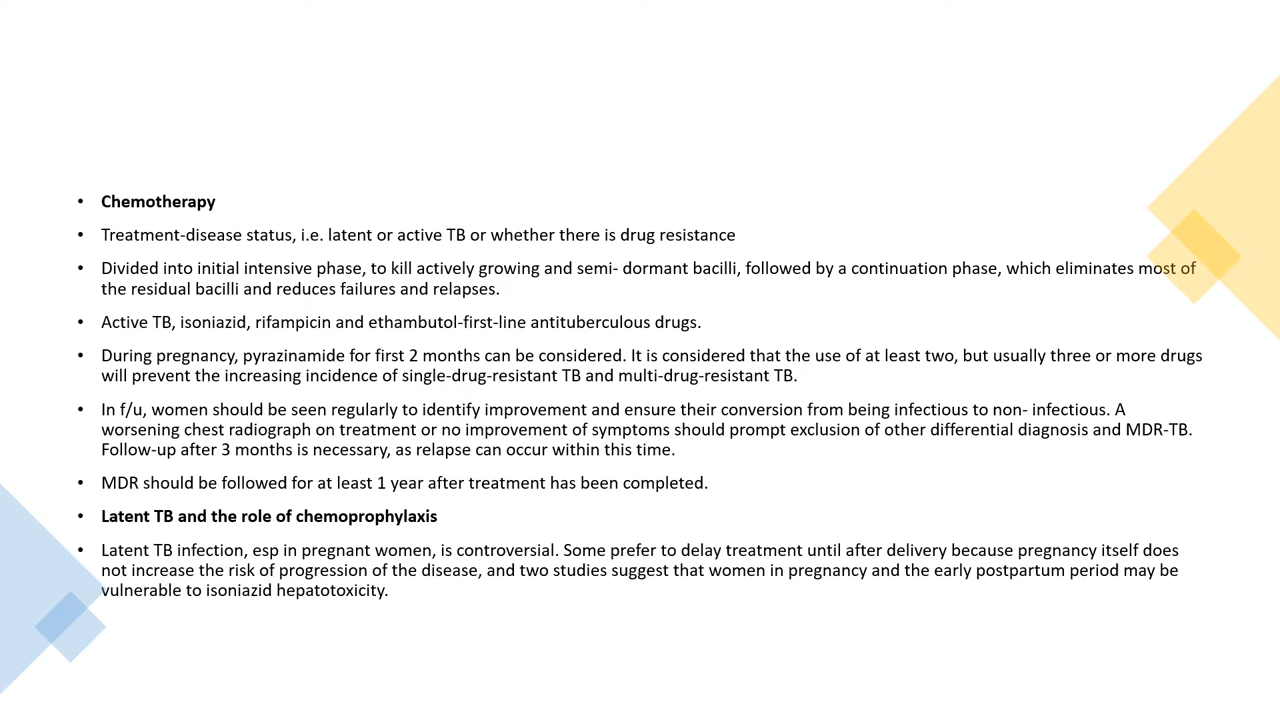 • Chemotherapy
• Treatment-disease status, i.e. latent or active TB or whether there is drug resistance
• Divided into initial intensive phase, to kill actively growing and semi- dormant bacilli, followed by a continuation phase, which eliminates most of
the residual bacilli and reduces failures and relapses.
• Active TB, isoniazid, rifampicin and ethambutol-first-line antituberculous drugs.
• During pregnancy, pyrazinamide for first 2 months can be considered. It is considered that the use of at least two, but usually three or more drugs
will prevent the increasing incidence of single-drug-resistant TB and multi-drug-resistant TB.
• In f/u, women should be seen regularly to identify improvement and ensure their conversion from being infectious to non- infectious. A
worsening chest radiograph on treatment or no improvement of symptoms should prompt exclusion of other differential diagnosis and MDR-TB.
Follow-up after 3 months is necessary, as relapse can occur within this time.
• MDR should be followed for at least 1 year after treatment has been completed.
• Latent TB and the role of chemoprophylaxis
• Latent TB infection, esp in pregnant women, is controversial. Some prefer to delay treatment until after delivery because pregnancy itself does
not increase the risk of progression of the disease, and two studies suggest that women in pregnancy and the early postpartum period may be
vulnerable to isoniazid hepatotoxicity.